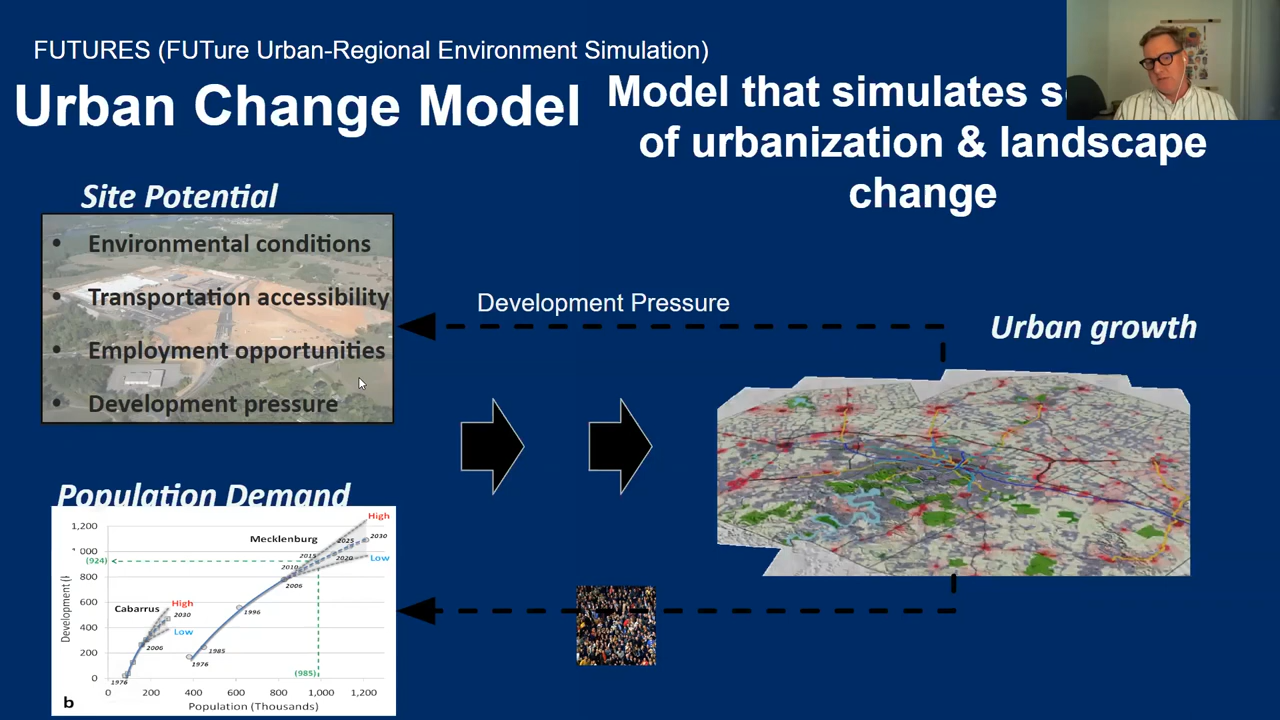 FUTURES (FUTure Urban-Regional Environment Simulation)
Urban Change Model
Model that simulates
of urbanization & landscape
change
Site Potential
• Environmental conditions
• Transportation accessibility
• Employment opportunities
• Development pressure
Development Pressure
Urban growth
Population Demand
High
1,200
Mecklenburg
2030
2025
2015
000
2020
Low
(924)
2010
800
2006
Cabarrus
High
600
2030
1996
400
Low
2006
1985
200
1976
(985)
0
1976
Development
0 200 400 600 800 1,000 1,200
b
Population (Thousands)